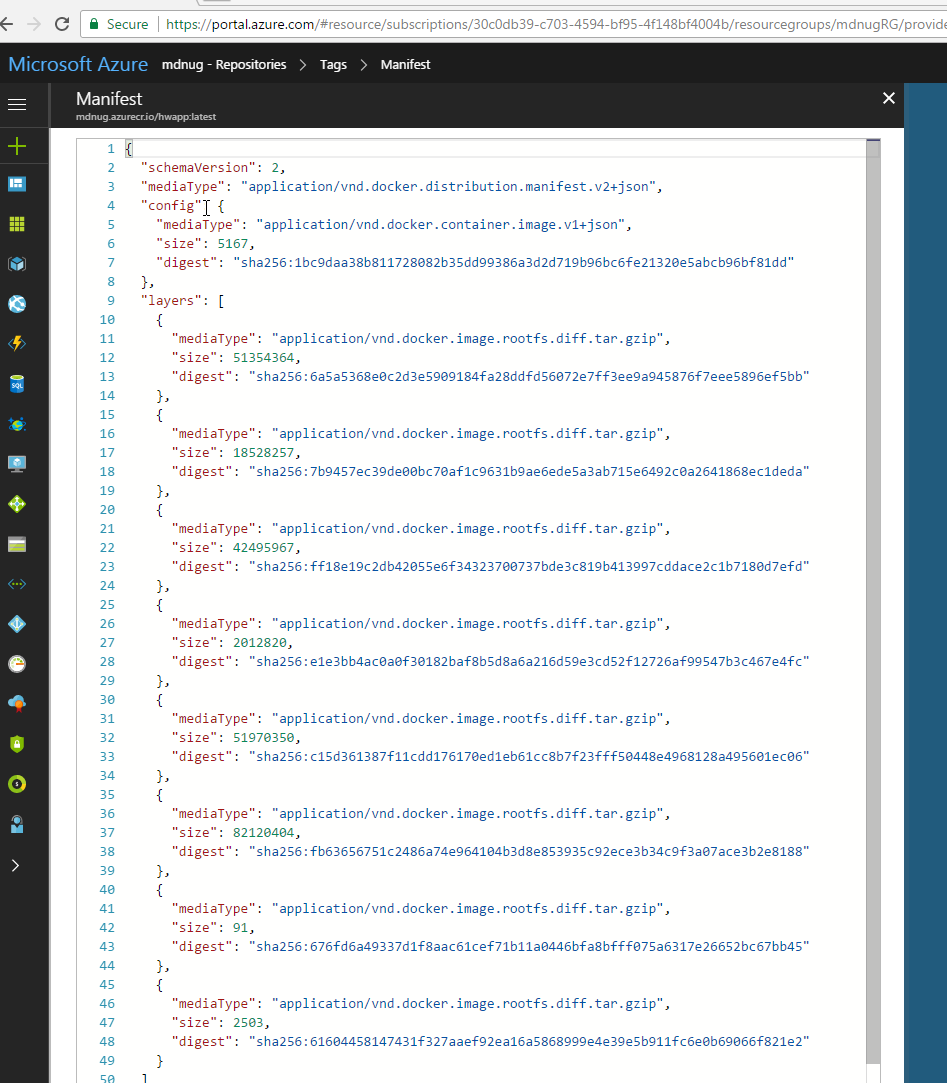 Secure https://portal.azure.com/#resource/subscriptions/30c0db39-c703-4594-bf95-4f148bf4004b/resourcegroups/mdnugRG/provide
Microsoft Azure mdnug - Repositories > Tags > Manifest
Manifest
mdnug.azurecr.io/hwapp:latest
1 {
2 "schemaVersion": 2,
3 "mediaType": "application/vnd.docker.distribution.manifest.v2+json",
4 "config": {
5 "mediaType": "application/vnd.docker.container.image.v1+json",
6 "size": 5167,
7 "digest": "sha256:1bc9daa38b811728082b35dd99386a3d2d719b96bc6fe21320e5abcb96bf81dd"
8 },
9 "layers": [
10 {
11 "mediaType": "application/vnd.docker.image.rootfs.diff.tar.gzip",
12 "size": 51354364,
13 "digest": "sha256:6a5a5368e0c2d3e5909184fa28ddfd56072e7ff3ee9a945876f7eee5896ef5bb"
14 },
15 {
16 "mediaType": "application/vnd.docker.image.rootfs.diff.tar.gzip",
17 "size": 18528257,
18 "digest": "sha256:7b9457ec39de00bc70af1c9631b9ae6ede5a3ab715e6492c0a2641868ec1deda"
19 },
20 {
21 "mediaType": "application/vnd.docker.image.rootfs.diff.tar.gzip",
22 "size": 42495967,
23 "digest": "sha256:ff18e19c2db42055e6f34323700737bde3c819b413997cddace2c1b7180d7efd"
24 },
25 {
26 "mediaType": "application/vnd.docker.image.rootfs.diff.tar.gzip",
27 "size": 2012820,
28 "digest": "sha256:e1e3bb4ac0a0f30182baf8b5d8a6a216d59e3cd52f12726af99547b3c467e4fc"
29 },
30 {
31 "mediaType": "application/vnd.docker.image.rootfs.diff.tar.gzip",
32 "size": 51970350,
33 "digest": "sha256:c15d361387f11cdd176170ed1eb61cc8b7f23fff50448e4968128a495601ec06"
34 },
35 {
36 "mediaType": "application/vnd.docker.image.rootfs.diff.tar.gzip",
37 "size": 82120404,
38 "digest": "sha256:fb63656751c2486a74e964104b3d8e853935c92ece3b34c9f3a07ace3b2e8188"
39 },
40 {
41 "mediaType": "application/vnd.docker.image.rootfs.diff.tar.gzip",
42 "size": 91,
43 "digest": "sha256:676fd6a49337d1f8aac61cef71b11a0446bfa8bfff075a6317e26652bc67bb45"
44 },
45 {
46 "mediaType": "application/vnd.docker.image.rootfs.diff.tar.gzip",
47 "size": 2503,
48 "digest": "sha256:61604458147431f327aaef92ea16a5868999e4e39e5b911fc6e0b69066f821e2"
49 }
50 ]